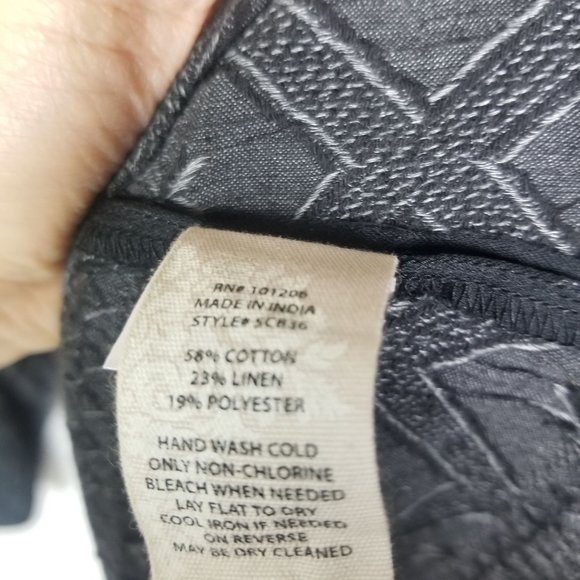 RN# 101206
MADE IN INDIA
STYLE# SC836
58% COTTON
23% LINEN
19% POLYESTER
HAND WASH COLD
ONLY NON-CHLORINE
BLEACH WHEN NEEDED
LAY FLAT TO DRY
COOL IRON IF NEEDED
ON REVERSE
MAY BE DRY CLEANED